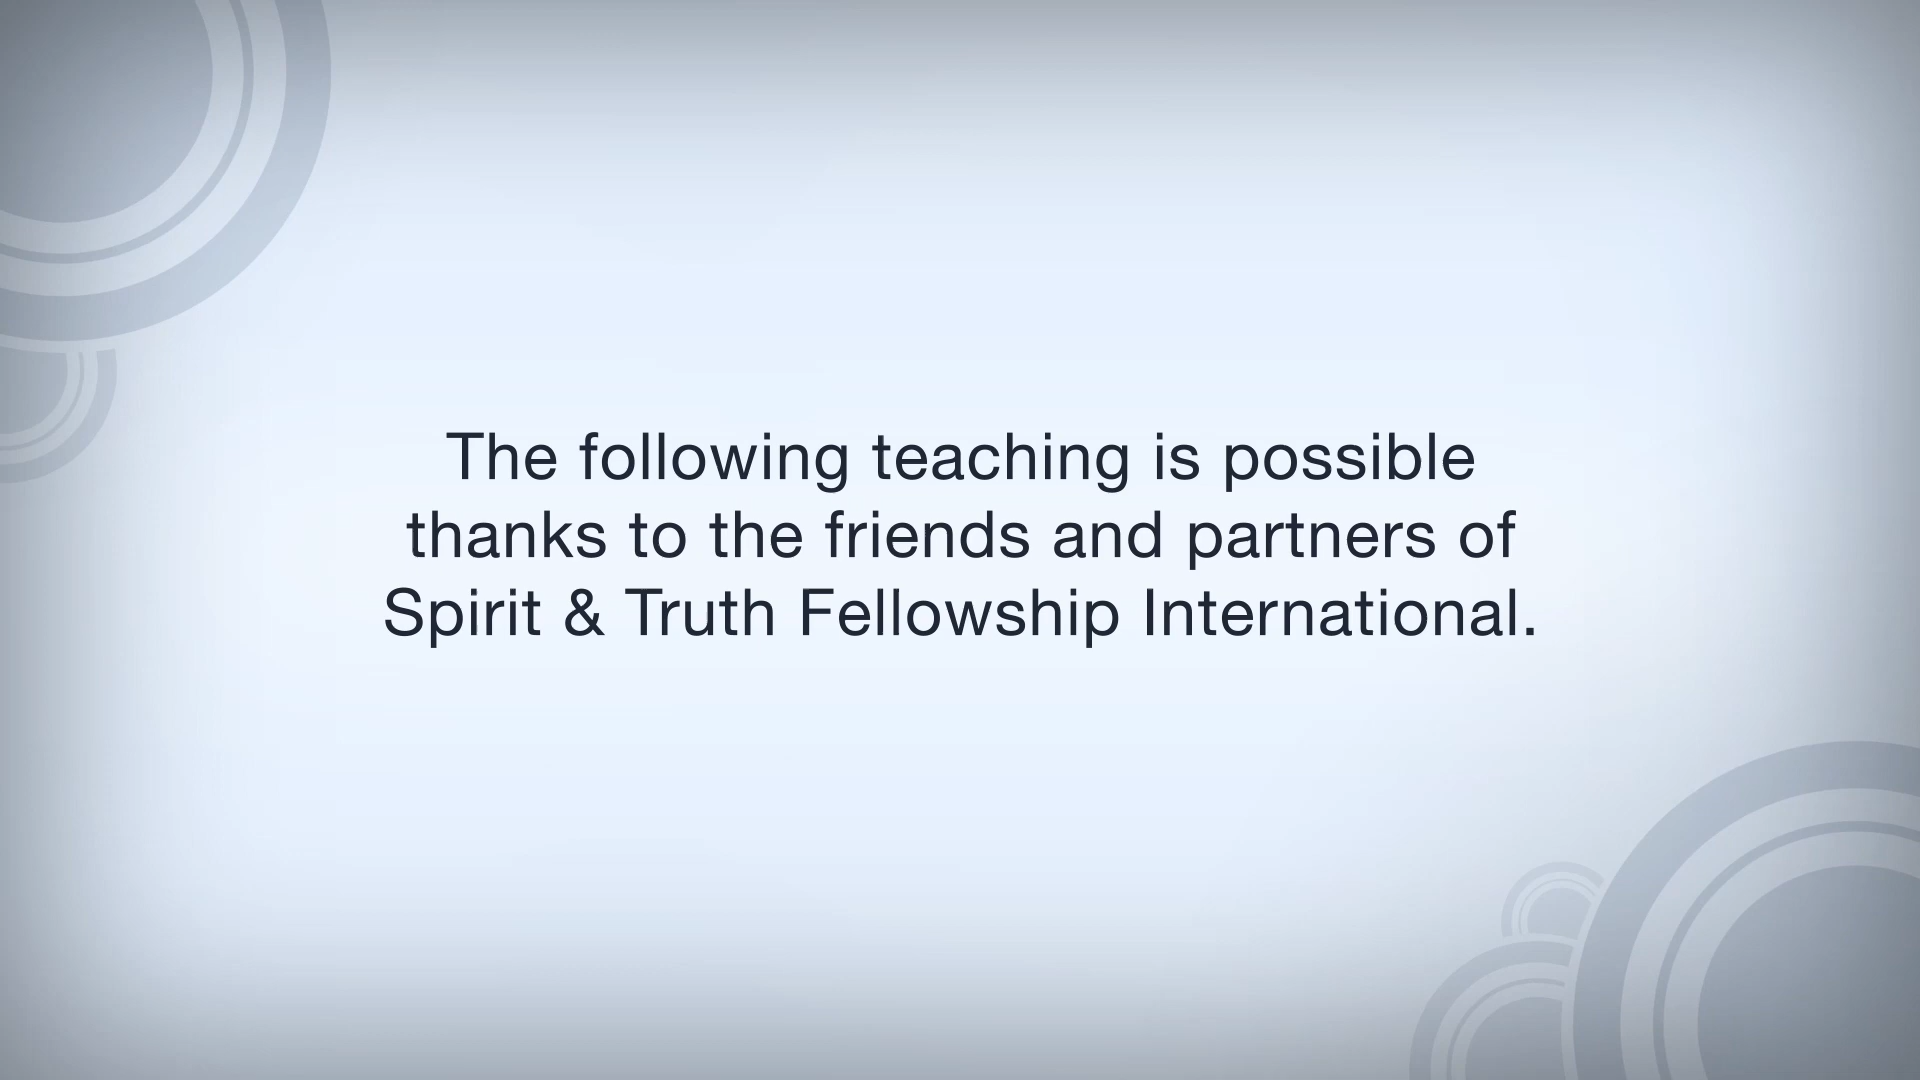 The following teaching is possible
thanks to the friends and partners of
Spirit & Truth Fellowship International.